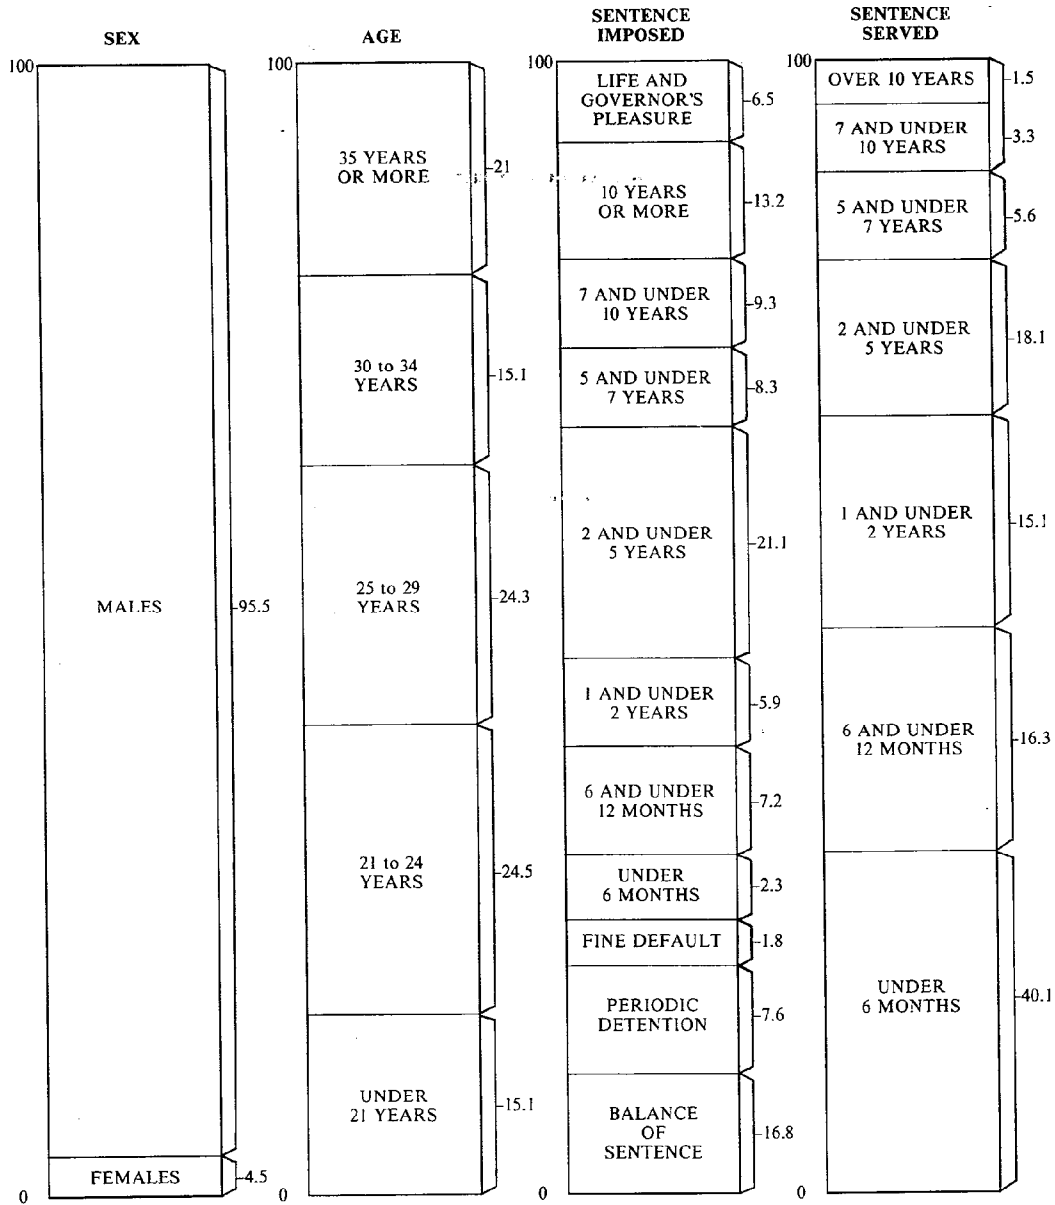 SEX
100
MALES
95.5
FEMALES
4.5
0
AGE
100
35 YEARS
OR MORE
21
30 to 34
YEARS
15.1
25 to 29
YEARS
24.3
21 to 24
YEARS
24.5
UNDER
21 YEARS
15.1
0
SENTENCE
IMPOSED
100
LIFE AND
GOVERNOR'S
PLEASURE
6.5
10 YEARS
OR MORE
13.2
7 AND UNDER
10 YEARS
9.3
5 AND UNDER
7 YEARS
8.3
2 AND UNDER
5 YEARS
21.1
1 AND UNDER
2 YEARS
5.9
6 AND UNDER
12 MONTHS
7.2
UNDER
6 MONTHS
2.3
FINE DEFAULT
1.8
PERIODIC
DETENTION
7.6
BALANCE
OF
SENTENCE
16.8
0
SENTENCE
SERVED
100
OVER 10 YEARS
1.5
7 AND UNDER
10 YEARS
3.3
5 AND UNDER
7 YEARS
5.6
2 AND UNDER
5 YEARS
18.1
1 AND UNDER
2 YEARS
15.1
6 AND UNDER
12 MONTHS
16.3
UNDER
6 MONTHS
40.1
0